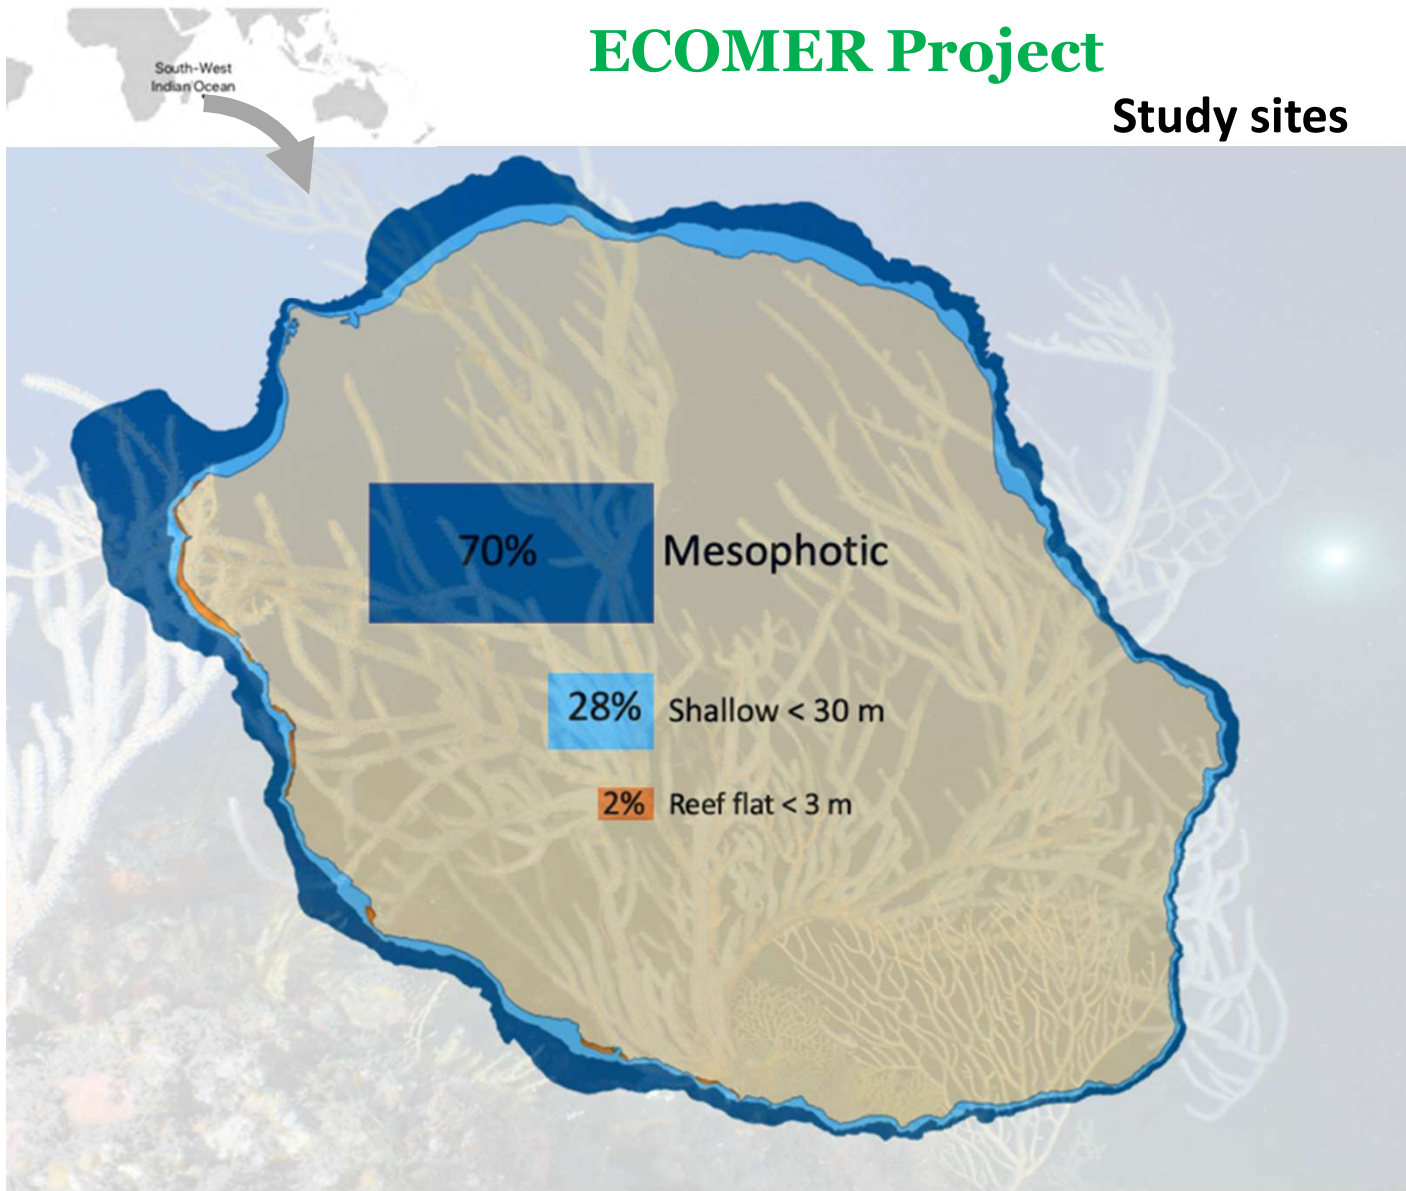 ECOMER Project
South-West
Indian Ocean
Study sites
70% Mesophotic
28% Shallow < 30 m
2% Reef flat < 3 m